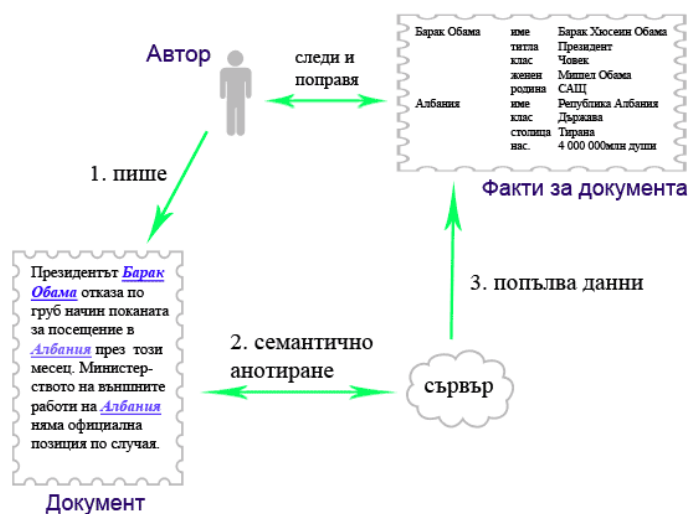 Автор
следи и
поправя
Барак Обама име Барак Хюсеин Обама
титла Президент
клас Човек
женен Мишел Обама
родина САЩ
Албания име Република Албания
клас Държава
столица Тирана
нас. 4 000 000млн души
Факти за документа
1. пише
3. попълва данни
Президентът Барак
Обама отказа по
груб начин поканата
за посещение в
Албания през този
месец. Министер-
ството на външните
работи на Албания
няма официална
позиция по случая.
2. семантично
анотиране
сървър
Документ